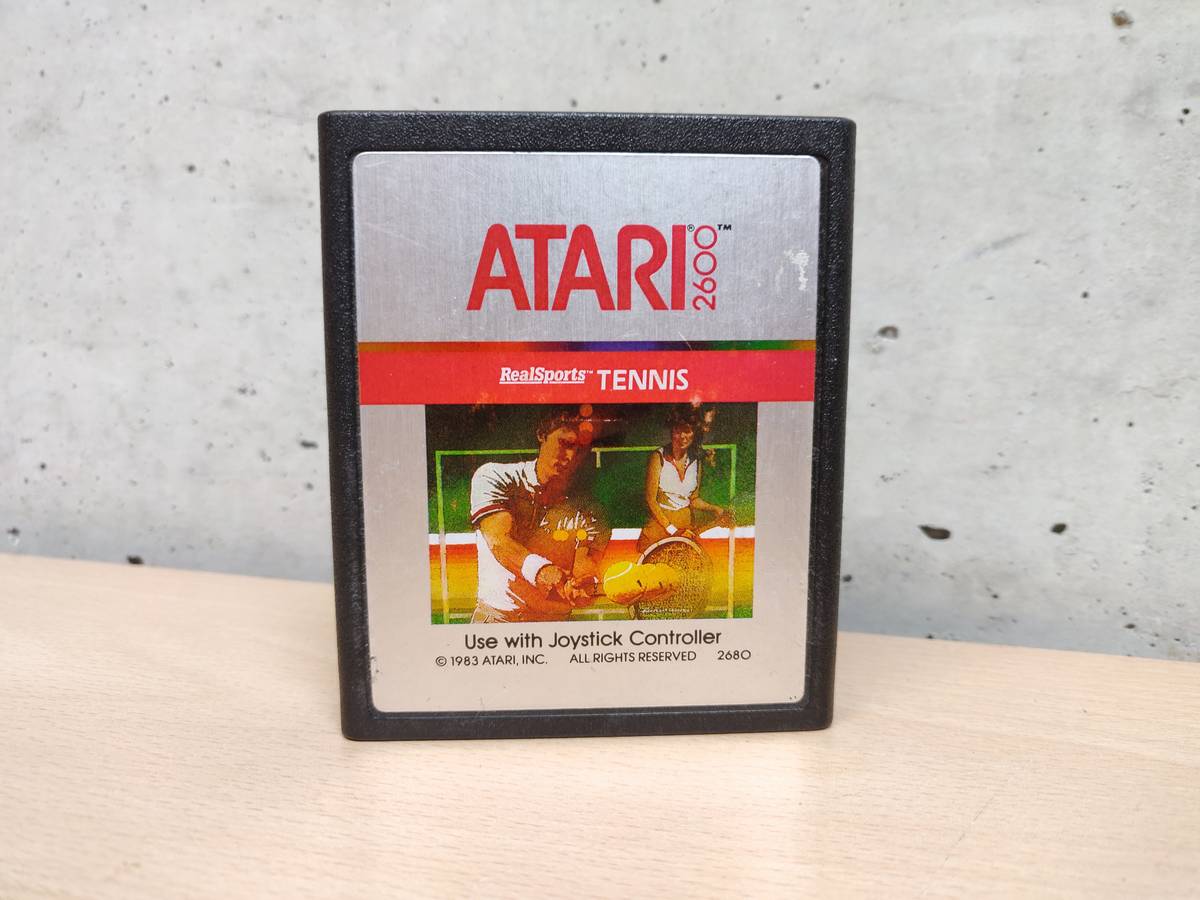 ATARI® 2600™
RealSports™ TENNIS
Use with Joystick Controller
© 1983 ATARI, INC. ALL RIGHTS RESERVED 2680